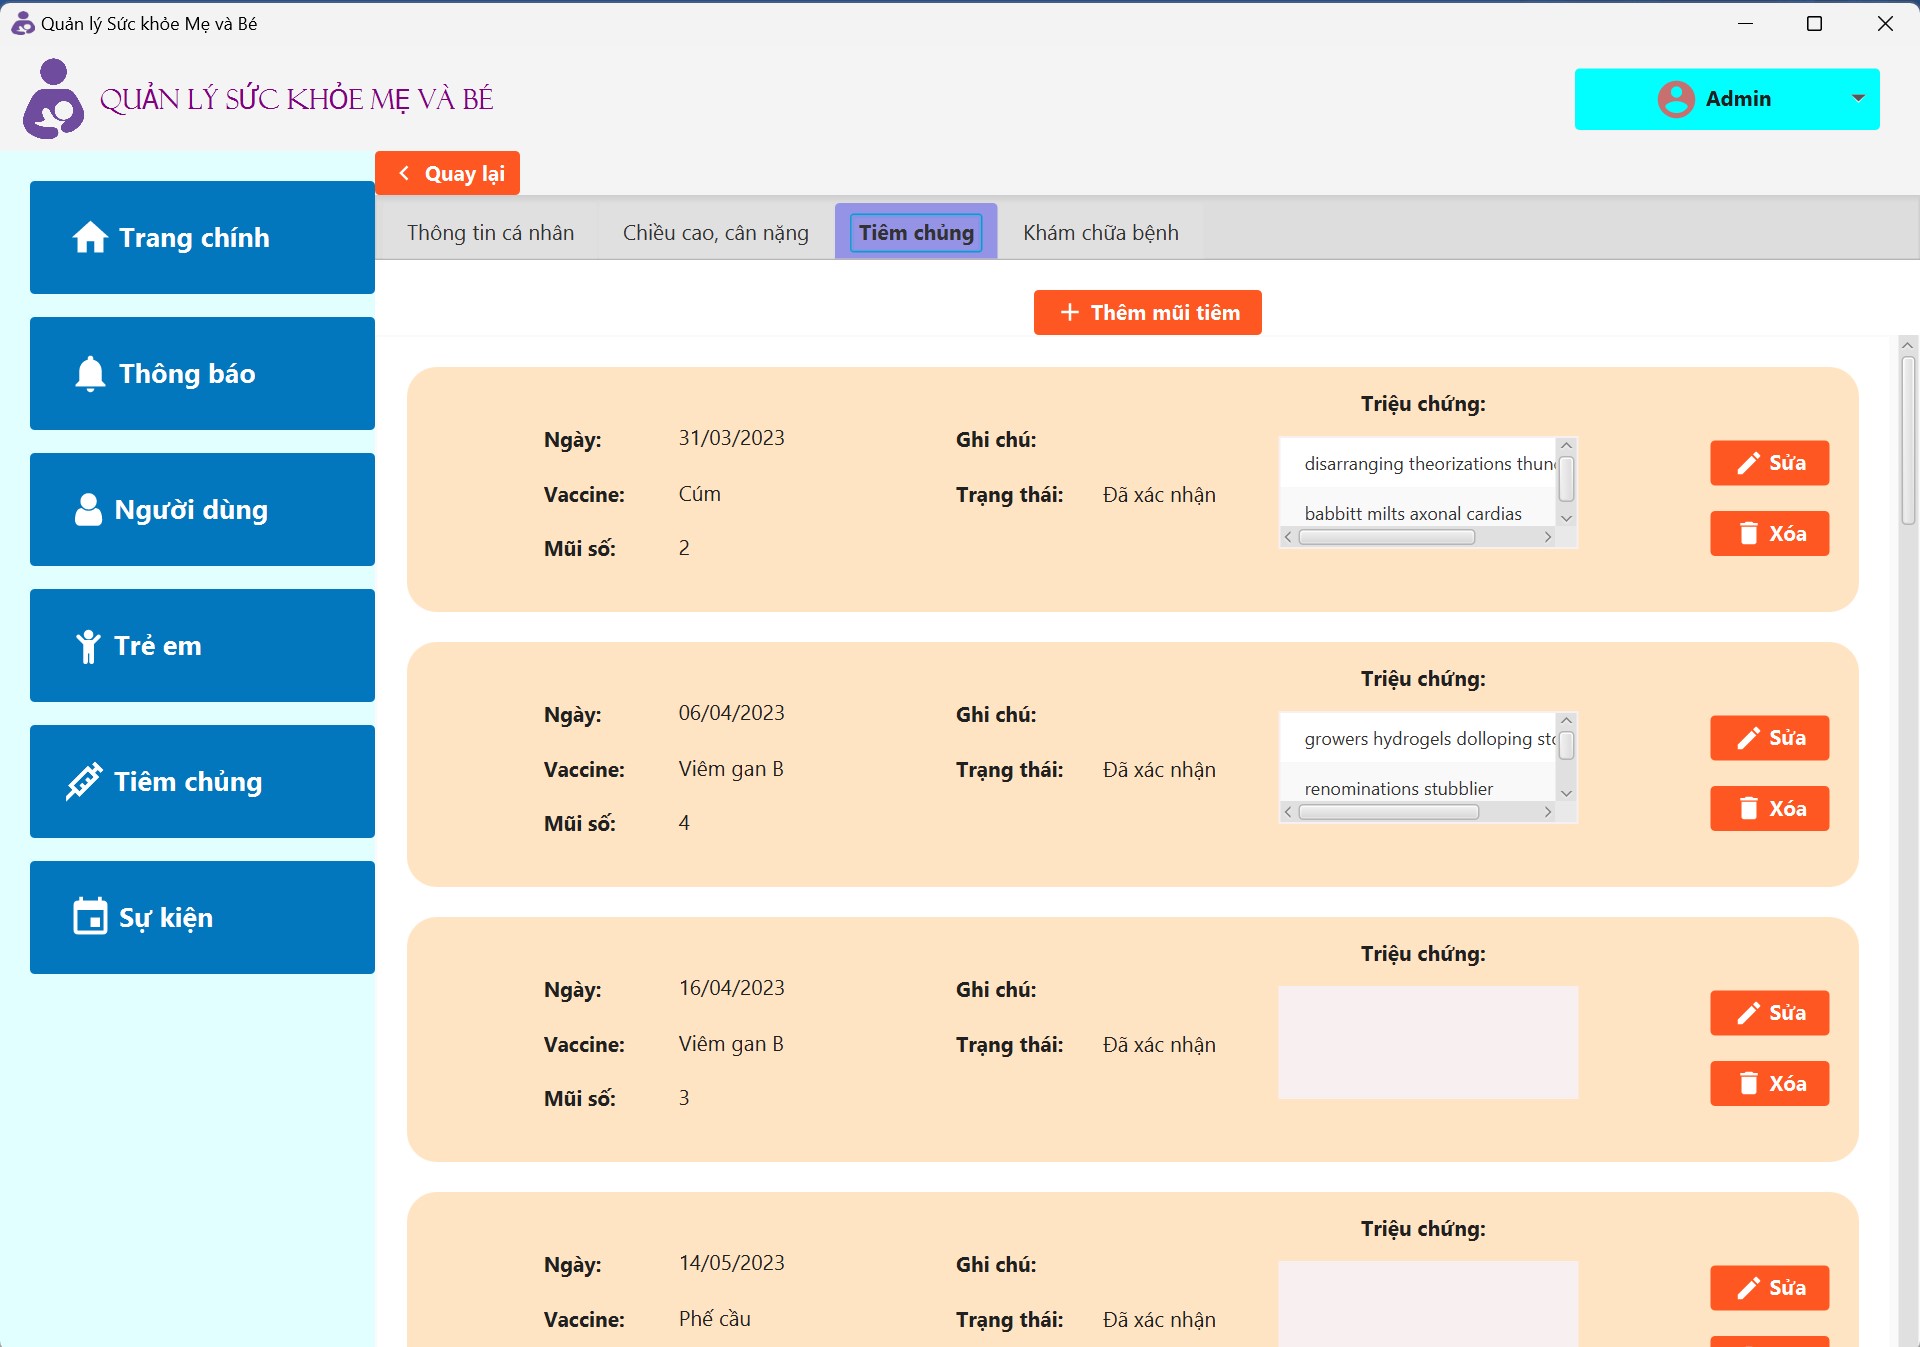 Quản lý Sức khỏe Mẹ và Bé
QUẢN LÝ SỨC KHỎE MẸ VÀ BÉ
Admin
Quay lại
Trang chính
Thông báo
Người dùng
Trẻ em
Tiêm chủng
Sự kiện
Thông tin cá nhân
Chiều cao, cân nặng
Tiêm chủng
Khám chữa bệnh
Thêm mũi tiêm
Triệu chứng:
Ngày: 31/03/2023 Ghi chú:
disarranging theorizations thun
Sửa
Vaccine: Cúm Trạng thái: Đã xác nhận
babbitt milts axonal cardias
Xóa
Mũi số: 2
Triệu chứng:
Ngày: 06/04/2023 Ghi chú:
growers hydrogels dolloping sto
Sửa
Vaccine: Viêm gan B Trạng thái: Đã xác nhận
renominations stubblier
Xóa
Mũi số: 4
Triệu chứng:
Ngày: 16/04/2023 Ghi chú:
Sửa
Vaccine: Viêm gan B Trạng thái: Đã xác nhận
Xóa
Mũi số: 3
Triệu chứng:
Ngày: 14/05/2023 Ghi chú:
Sửa
Vaccine: Phế cầu Trạng thái: Đã xác nhận